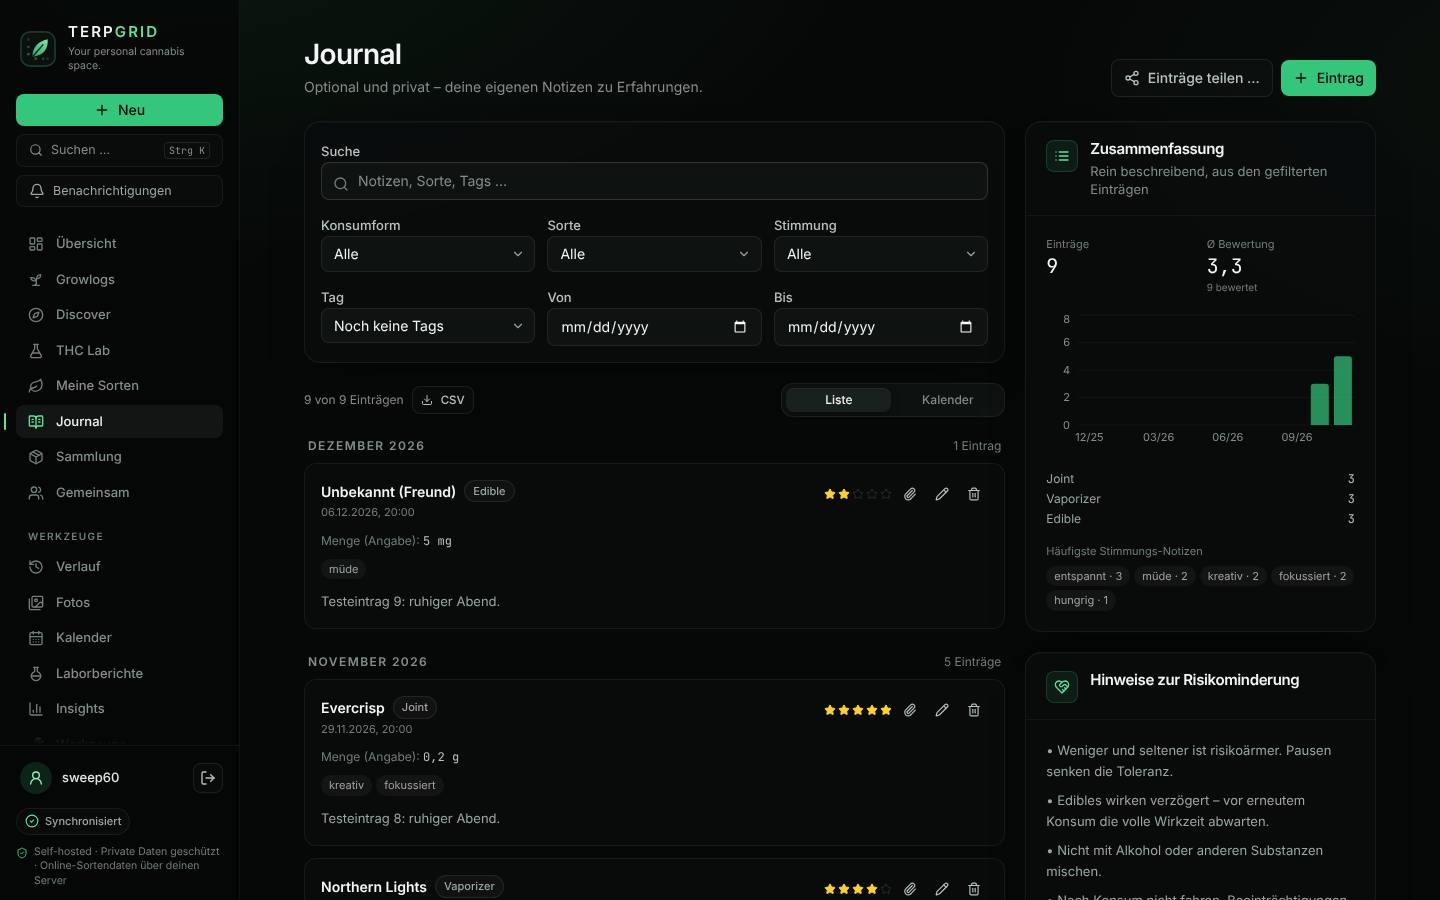 TERPGRID
Your personal cannabis
space.
Neu
Suchen ...
Strg K
Benachrichtigungen
Übersicht
Growlogs
Discover
THC Lab
Meine Sorten
Journal
Sammlung
Gemeinsam
WERKZEUGE
Verlauf
Fotos
Kalender
Laborberichte
Insights
sweep60
Synchronisiert
Self-hosted · Private Daten geschützt
· Online-Sortendaten über deinen
Server
Journal
Optional und privat – deine eigenen Notizen zu Erfahrungen.
Einträge teilen ...
Eintrag
Suche
Notizen, Sorte, Tags ...
Konsumform
Sorte
Stimmung
Alle
Alle
Alle
Tag
Von
Bis
Noch keine Tags
mm/dd/yyyy
mm/dd/yyyy
9 von 9 Einträgen
CSV
Liste
Kalender
DEZEMBER 2026
1 Eintrag
Unbekannt (Freund)
Edible
06.12.2026, 20:00
Menge (Angabe): 5 mg
müde
Testeintrag 9: ruhiger Abend.
NOVEMBER 2026
5 Einträge
Evercrisp
Joint
29.11.2026, 20:00
Menge (Angabe): 0,2 g
kreativ
fokussiert
Testeintrag 8: ruhiger Abend.
Northern Lights
Vaporizer
Zusammenfassung
Rein beschreibend, aus den gefilterten
Einträgen
Einträge
Ø Bewertung
9
3,3
9 bewertet
8
6
4
2
0
12/25
03/26
06/26
09/26
Joint 3
Vaporizer 3
Edible 3
Häufigste Stimmungs-Notizen
entspannt · 3
müde · 2
kreativ · 2
fokussiert · 2
hungrig · 1
Hinweise zur Risikominderung
• Weniger und seltener ist risikoärmer. Pausen
senken die Toleranz.
• Edibles wirken verzögert – vor erneutem
Konsum die volle Wirkzeit abwarten.
• Nicht mit Alkohol oder anderen Substanzen
mischen.
• Nach Konsum nicht fahren. Beeinträchtigungen